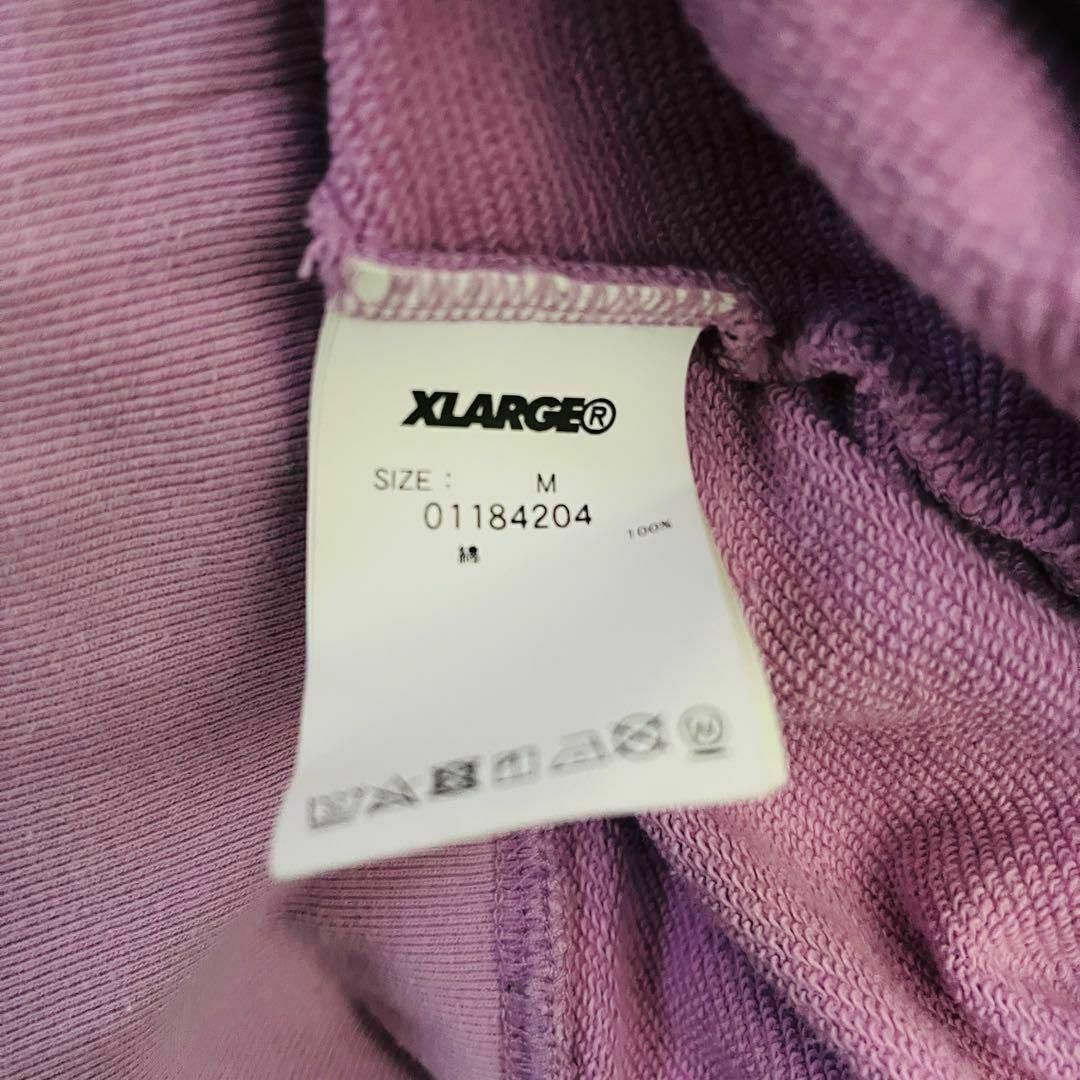 XLARGE®
SIZE : M
01184204
綿 100%